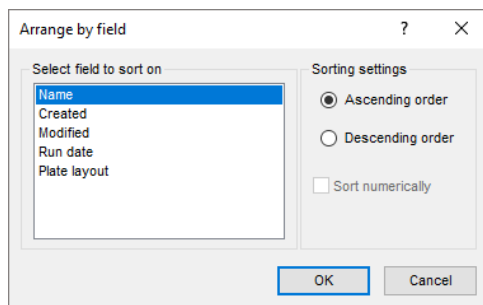 Arrange by field ?
Select field to sort on
Name
Created
Modified
Run date
Plate layout
Sorting settings
Ascending order
Descending order
Sort numerically
OK Cancel